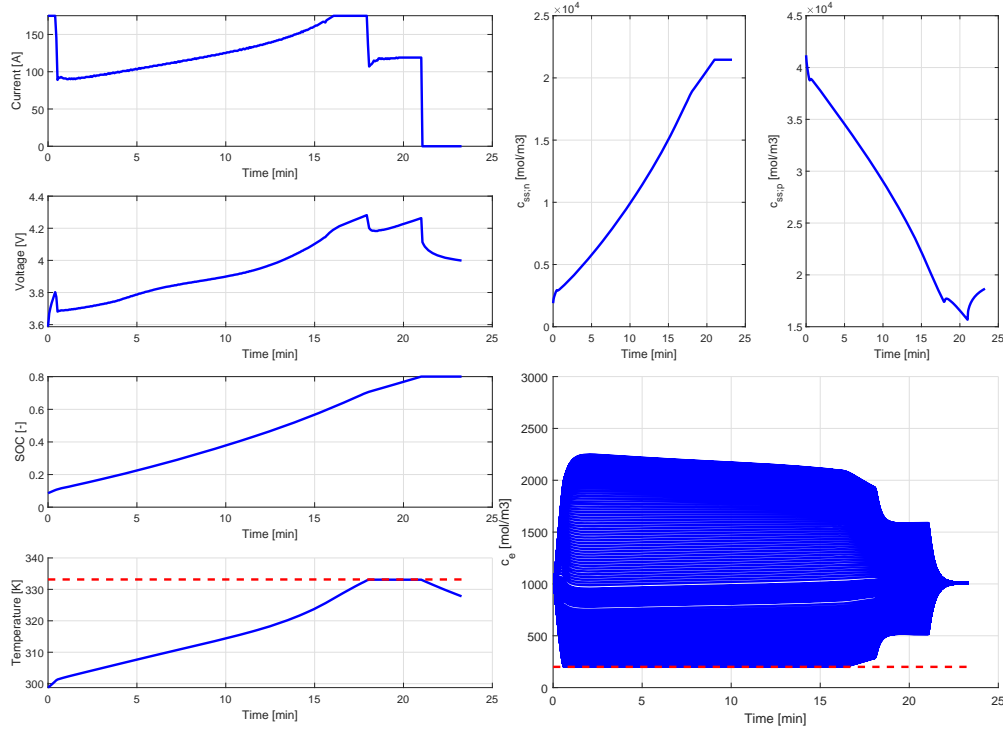 Current [A]
150
100
50
0
0 5 10 15 20 25
Time [min]
Voltage [V]
4.4
4.2
4
3.8
3.6
0 5 10 15 20 25
Time [min]
SOC [-]
0.8
0.6
0.4
0.2
0
0 5 10 15 20 25
Time [min]
Temperature [K]
340
330
320
310
300
0 5 10 15 20 25
Time [min]
×10⁴
c_ss;n [mol/m3]
2.5
2
1.5
1
0.5
0
0 5 10 15 20 25
Time [min]
×10⁴
c_ss;p [mol/m3]
4.5
4
3.5
3
2.5
2
1.5
0 5 10 15 20 25
Time [min]
c_e [mol/m3]
3000
2500
2000
1500
1000
500
0
0 5 10 15 20 25
Time [min]